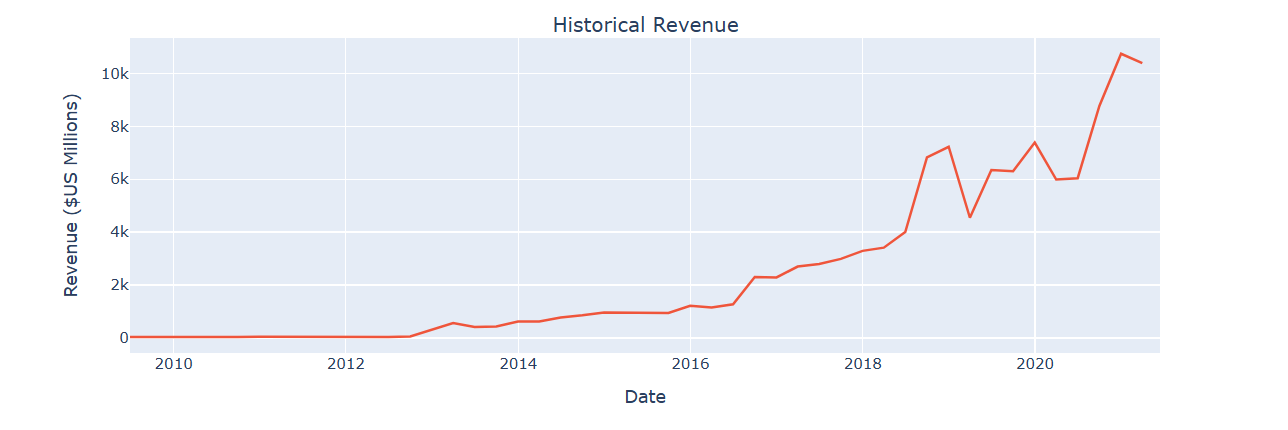 Historical Revenue
Revenue ($US Millions)
10k
8k
6k
4k
2k
0
2010 2012 2014 2016 2018 2020
Date